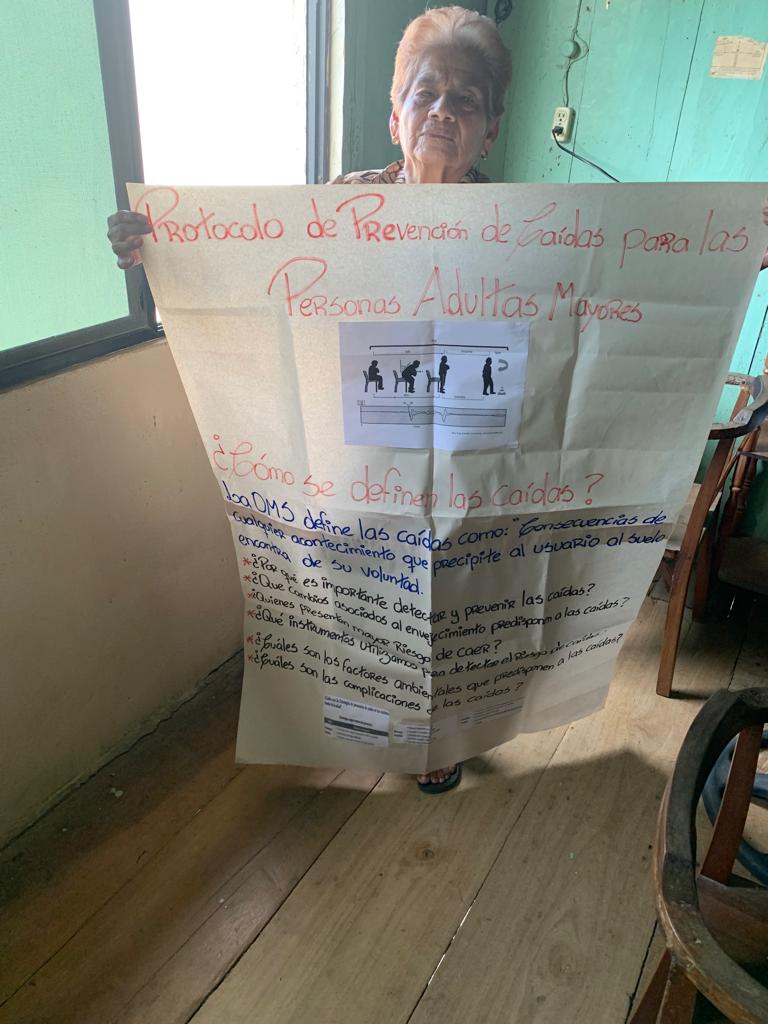 Protocolo de Prevención de Caídas para las
Personas Adultas Mayores
¿Cómo se definen las caídas?
La OMS define las caídas como: "Consecuencias de
cualquier acontecimiento que precipite al usuario al suelo
encontra de su voluntad.
*¿Por qué es importante detectar y prevenir las caídas?
*¿Que cambios asociados al envejecimiento predisponen a las caídas?
*¿Quienes presentan mayor Riesgo de caer?
*¿Qué instrumentos utilizamos para detectar el Riesgo de caídas
*¿Cuáles son los factores ambientales que predisponen a las caídas?
*¿Cuáles son las complicaciones de las caídas?